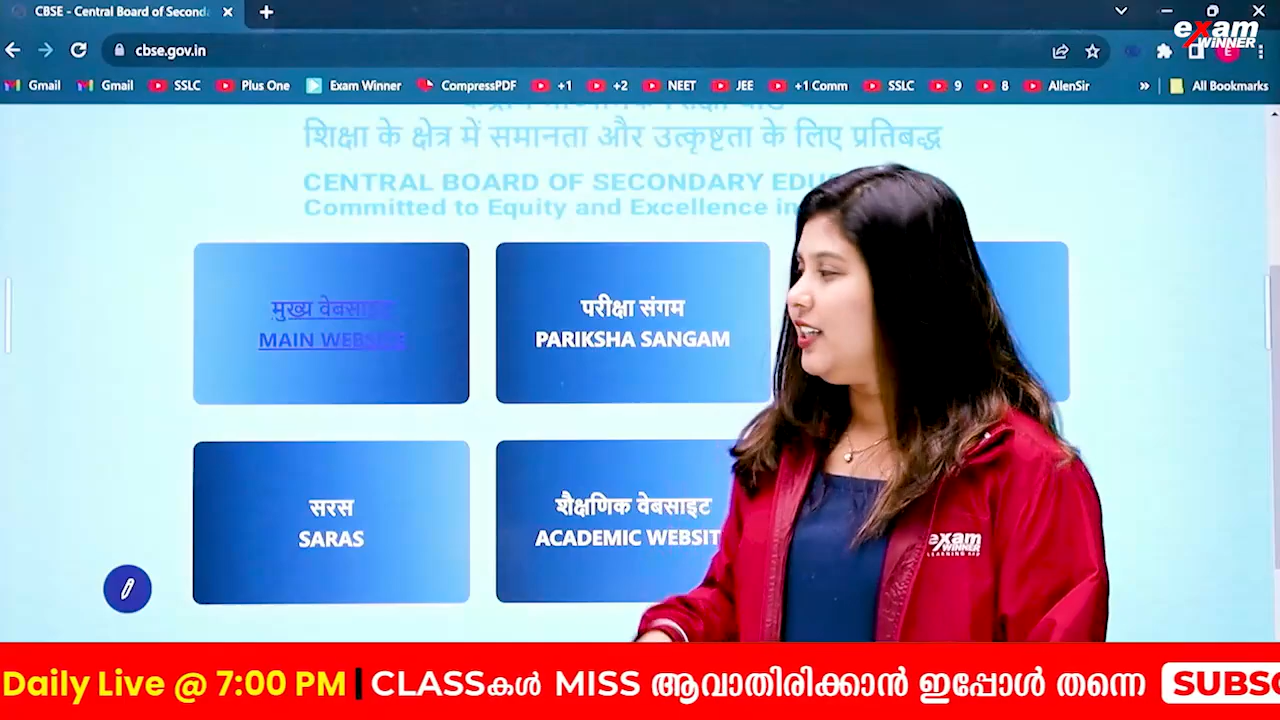 CBSE - Central Board of Second
cbse.gov.in
exam
WiNNER
E
Gmail
Gmail
SSLC
Plus One
Exam Winner
CompressPDF
+1
+2
NEET
JEE
+1 Comm
SSLC
9
8
AllenSir
»
All Bookmarks
शिक्षा के क्षेत्र में समानता और उत्कृष्टता के लिए प्रतिबद्ध
CENTRAL BOARD OF SECONDARY
Committed to Equity and Excellence in
मुख्य वेबसाइट
MAIN WEBSITE
परीक्षा संगम
PARIKSHA SANGAM
सरस
SARAS
शैक्षणिक वेबसाइट
ACADEMIC WEBSIT
exam
WINNER
Daily Live @ 7:00 PM | CLASSകൾ MISS ആവാതിരിക്കാൻ ഇപ്പോൾ തന്നെ SUBSC